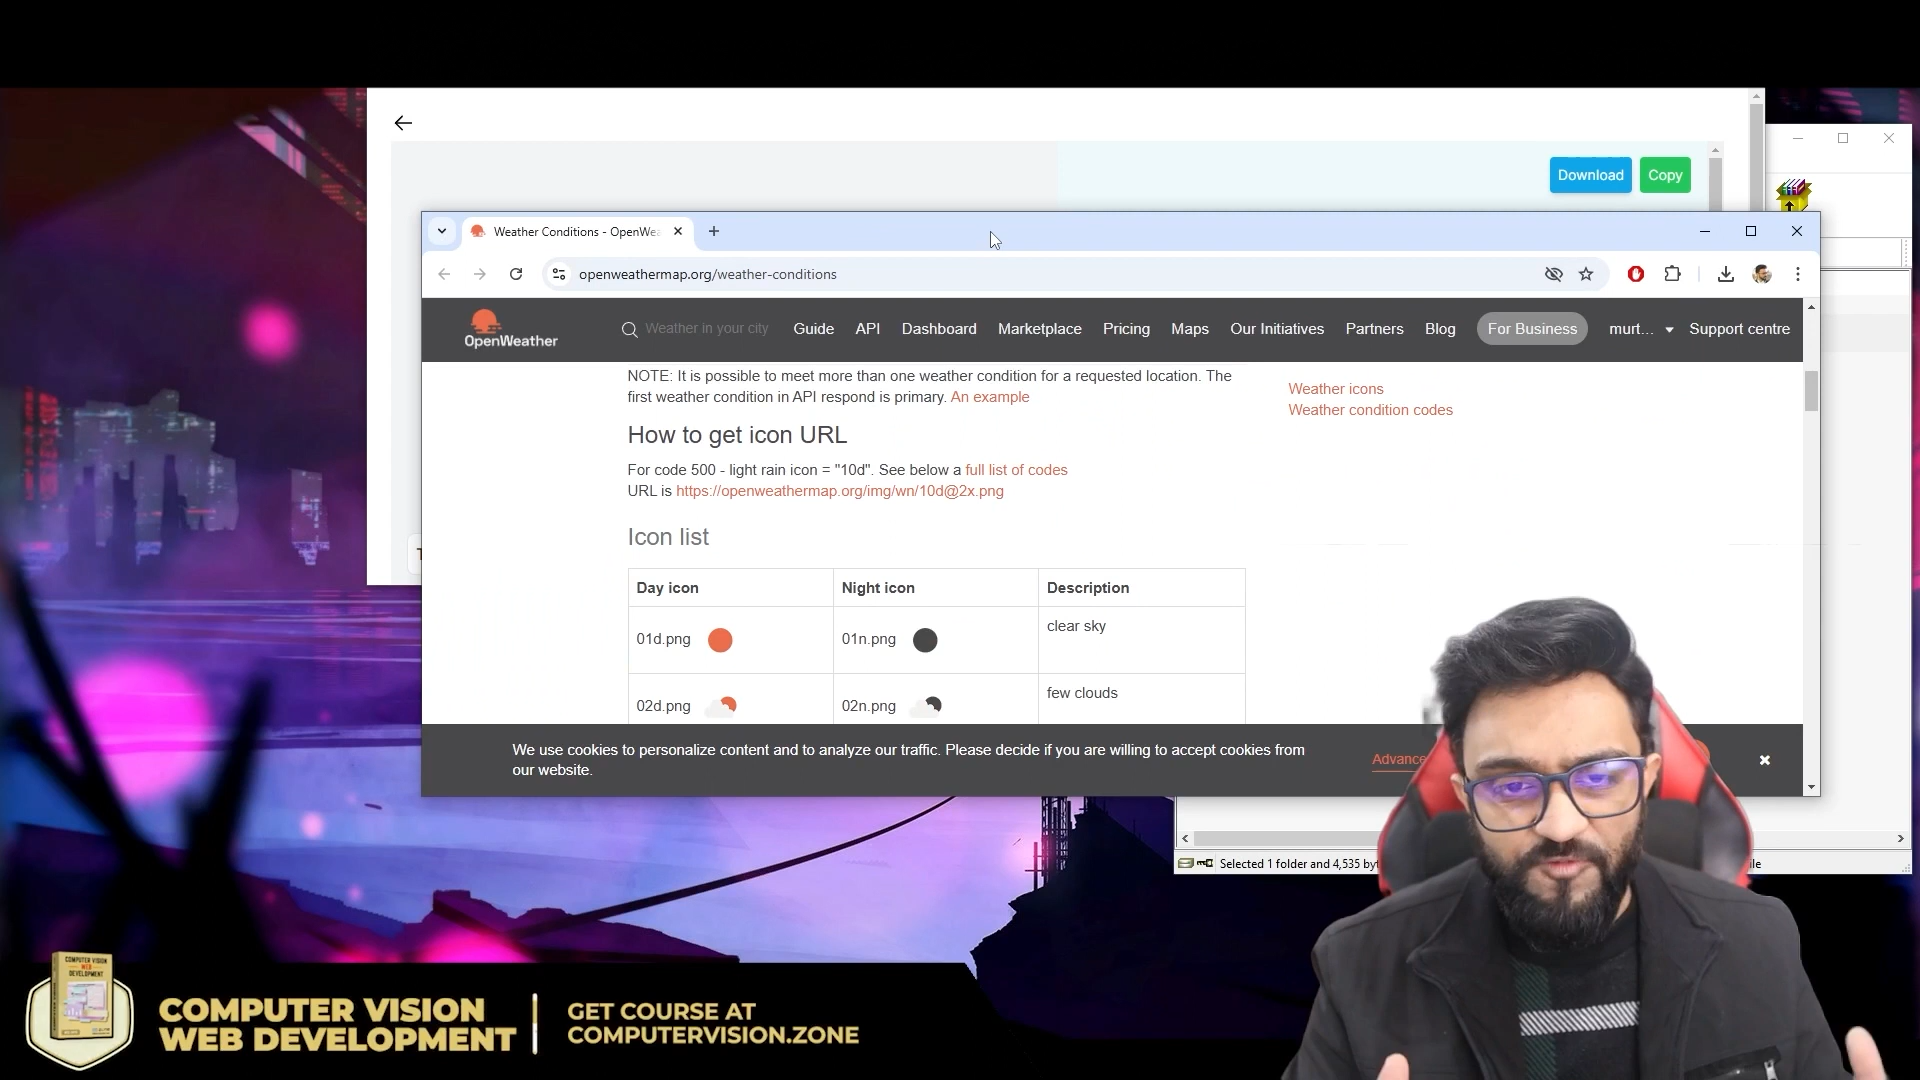 Download
Copy
Weather Conditions - OpenWea
openweathermap.org/weather-conditions
OpenWeather
Weather in your city
Guide
API
Dashboard
Marketplace
Pricing
Maps
Our Initiatives
Partners
Blog
For Business
murt...
Support centre
NOTE: It is possible to meet more than one weather condition for a requested location. The
first weather condition in API respond is primary. An example
Weather icons
Weather condition codes
How to get icon URL
For code 500 - light rain icon = "10d". See below a full list of codes
URL is https://openweathermap.org/img/wn/10d@2x.png
Icon list
Day icon
Night icon
Description
01d.png
01n.png
clear sky
02d.png
02n.png
few clouds
We use cookies to personalize content and to analyze our traffic. Please decide if you are willing to accept cookies from
our website.
Advance
Selected 1 folder and 4,535 byt
COMPUTER VISION
WEB
DEVELOPMENT
COMPUTER VISION
WEB DEVELOPMENT
GET COURSE AT
COMPUTERVISION.ZONE